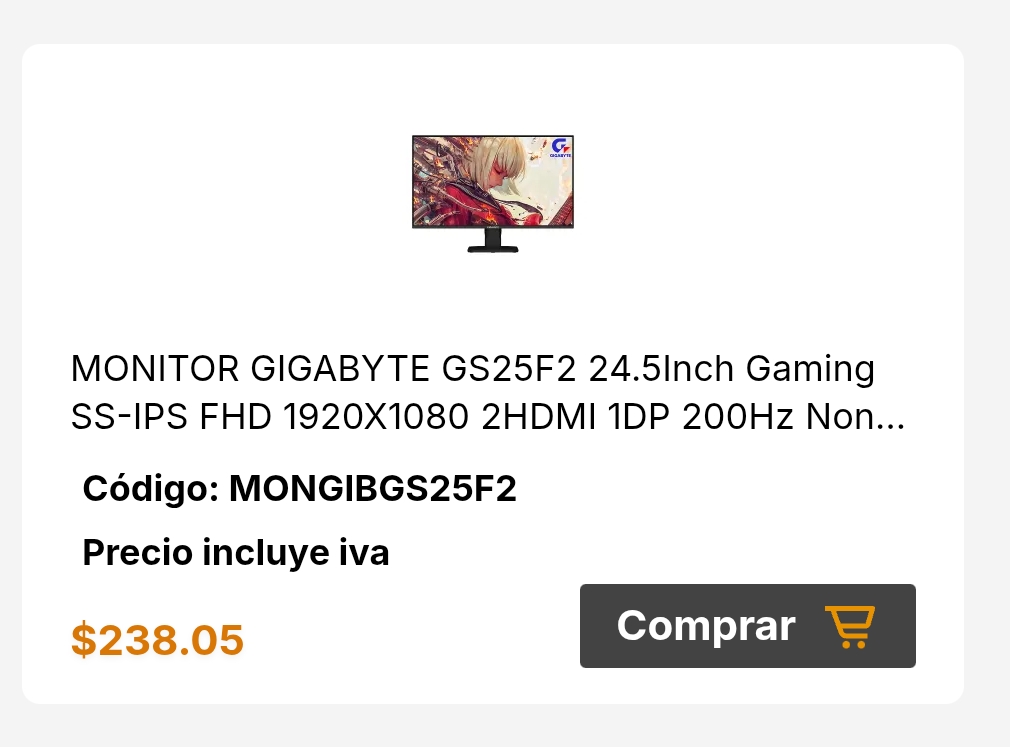 GIGABYTE
MONITOR GIGABYTE GS25F2 24.5Inch Gaming
SS-IPS FHD 1920X1080 2HDMI 1DP 200Hz Non...
Código: MONGIBGS25F2
Precio incluye iva
$238.05
Comprar